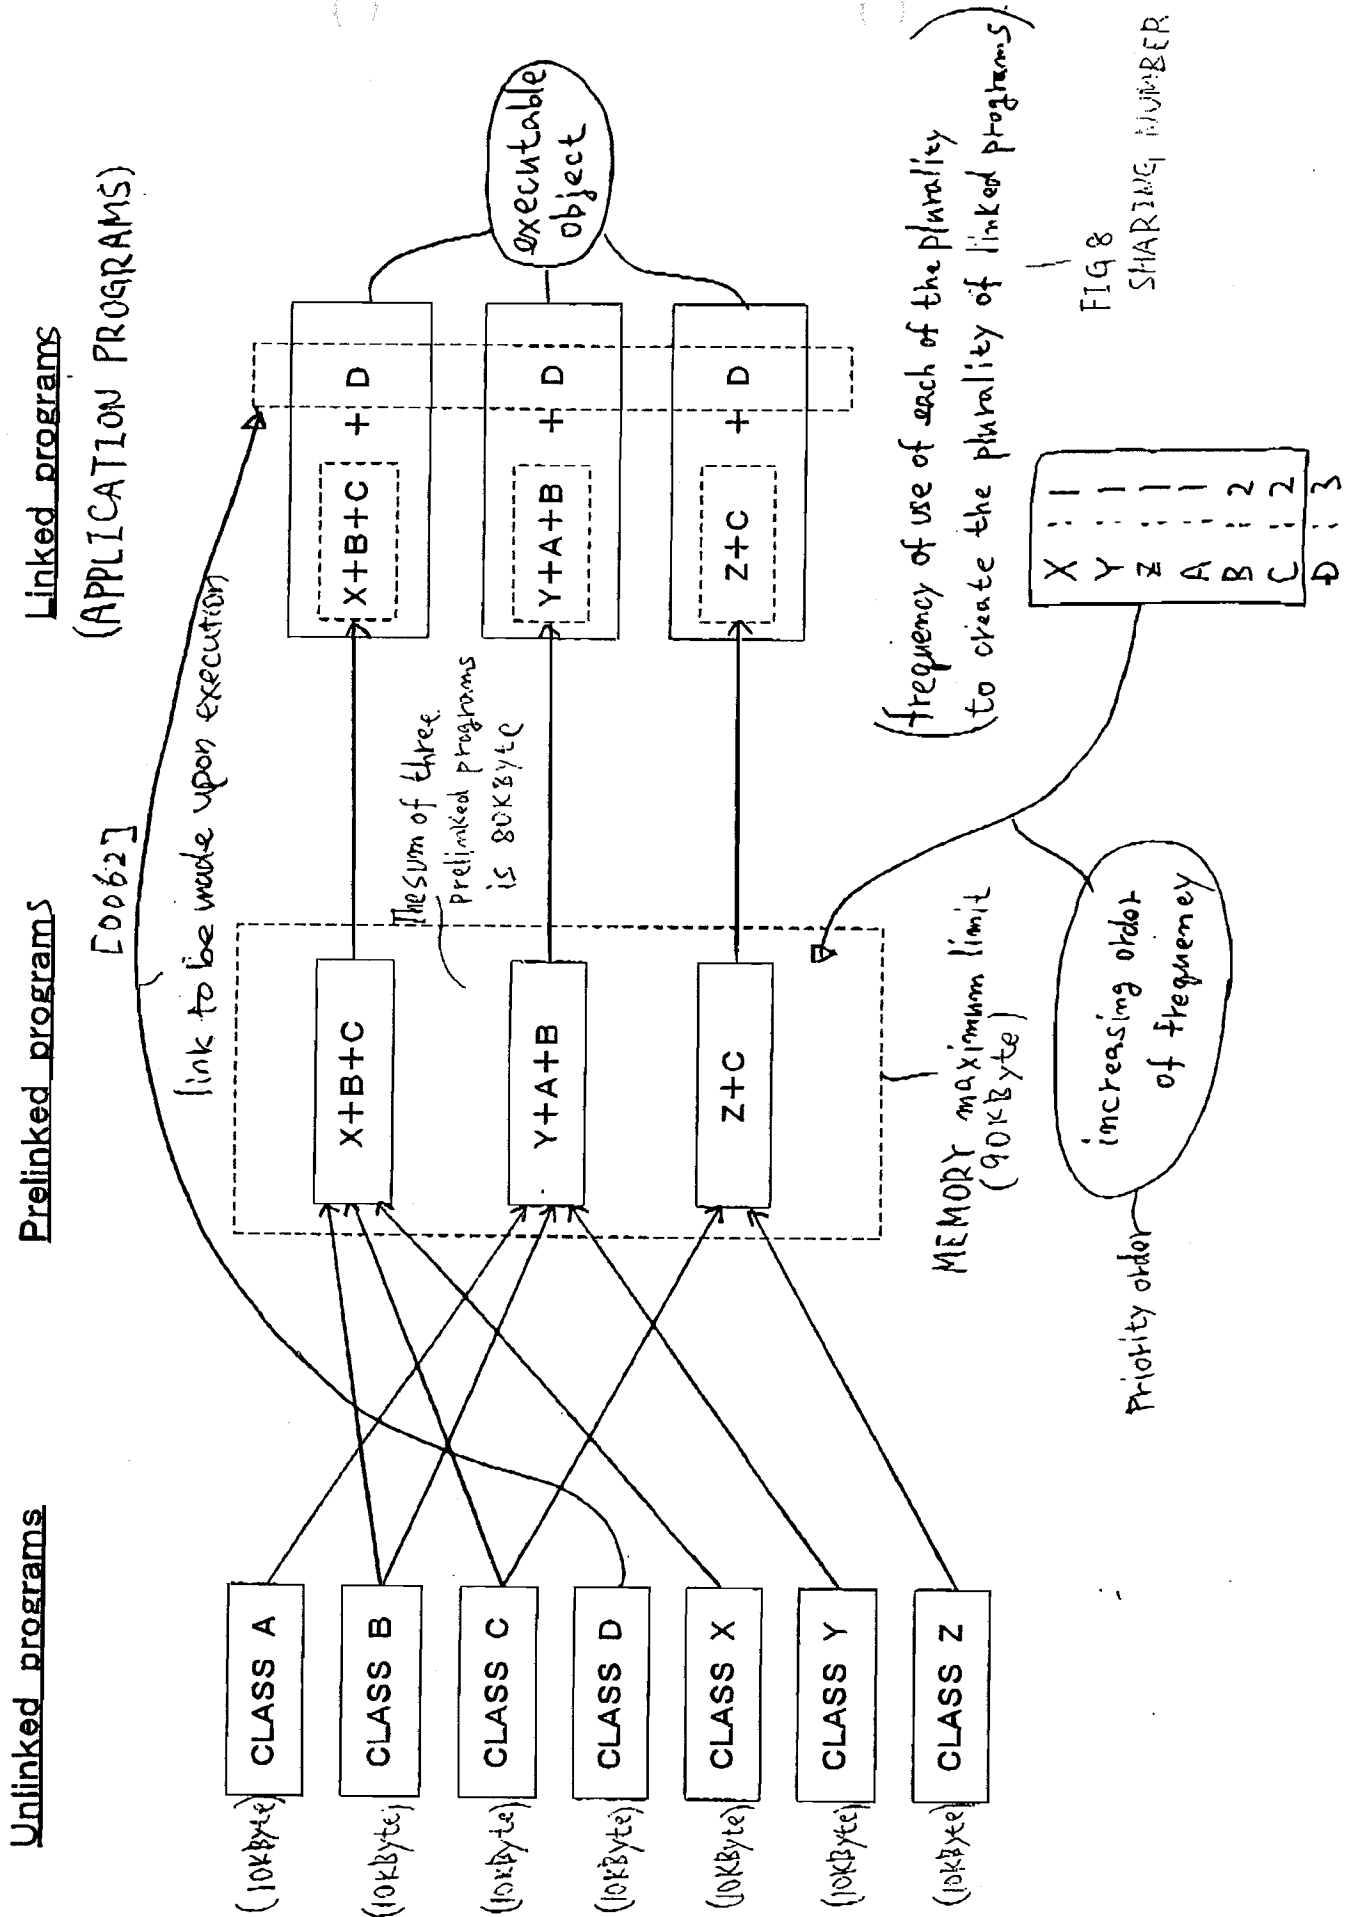 Unlinked programs
(10KByte) CLASS A
(10KByte) CLASS B
(10KByte) CLASS C
(10KByte) CLASS D
(10KByte) CLASS X
(10KByte) CLASS Y
(10KByte) CLASS Z
Prelinked programs
[0062]
link to be made upon execution
X+B+C
The sum of three
prelinked programs
is 80KByte
Y+A+B
Z+C
MEMORY maximum limit
(90KByte)
Priority order
increasing order
of frequency
Linked programs
(APPLICATION PROGRAMS)
X+B+C + D
Y+A+B + D
Z+C + D
executable
object
(frequency of use of each of the plurality
to create the plurality of linked programs)
FIG 8
SHARING NUMBER
X : 1
Y : 1
Z : 1
A : 1
B : 2
C : 2
D : 3